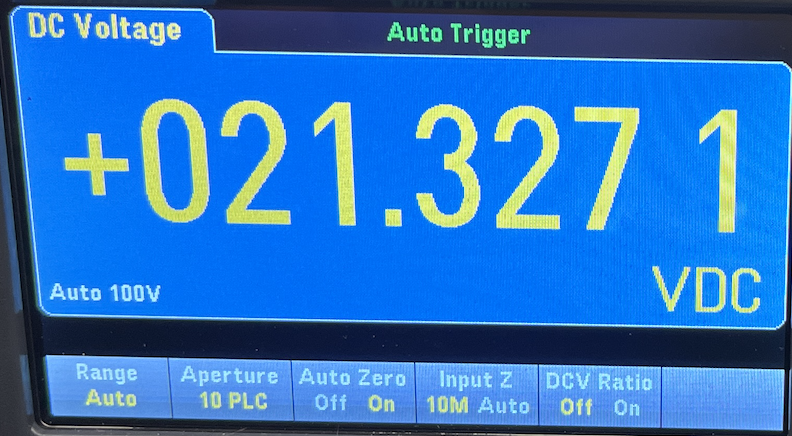 DC Voltage
Auto Trigger
+021.327 1
VDC
Auto 100V
Range Aperture Auto Zero Input Z DCV Ratio
Auto 10 PLC Off On 10M Auto Off On